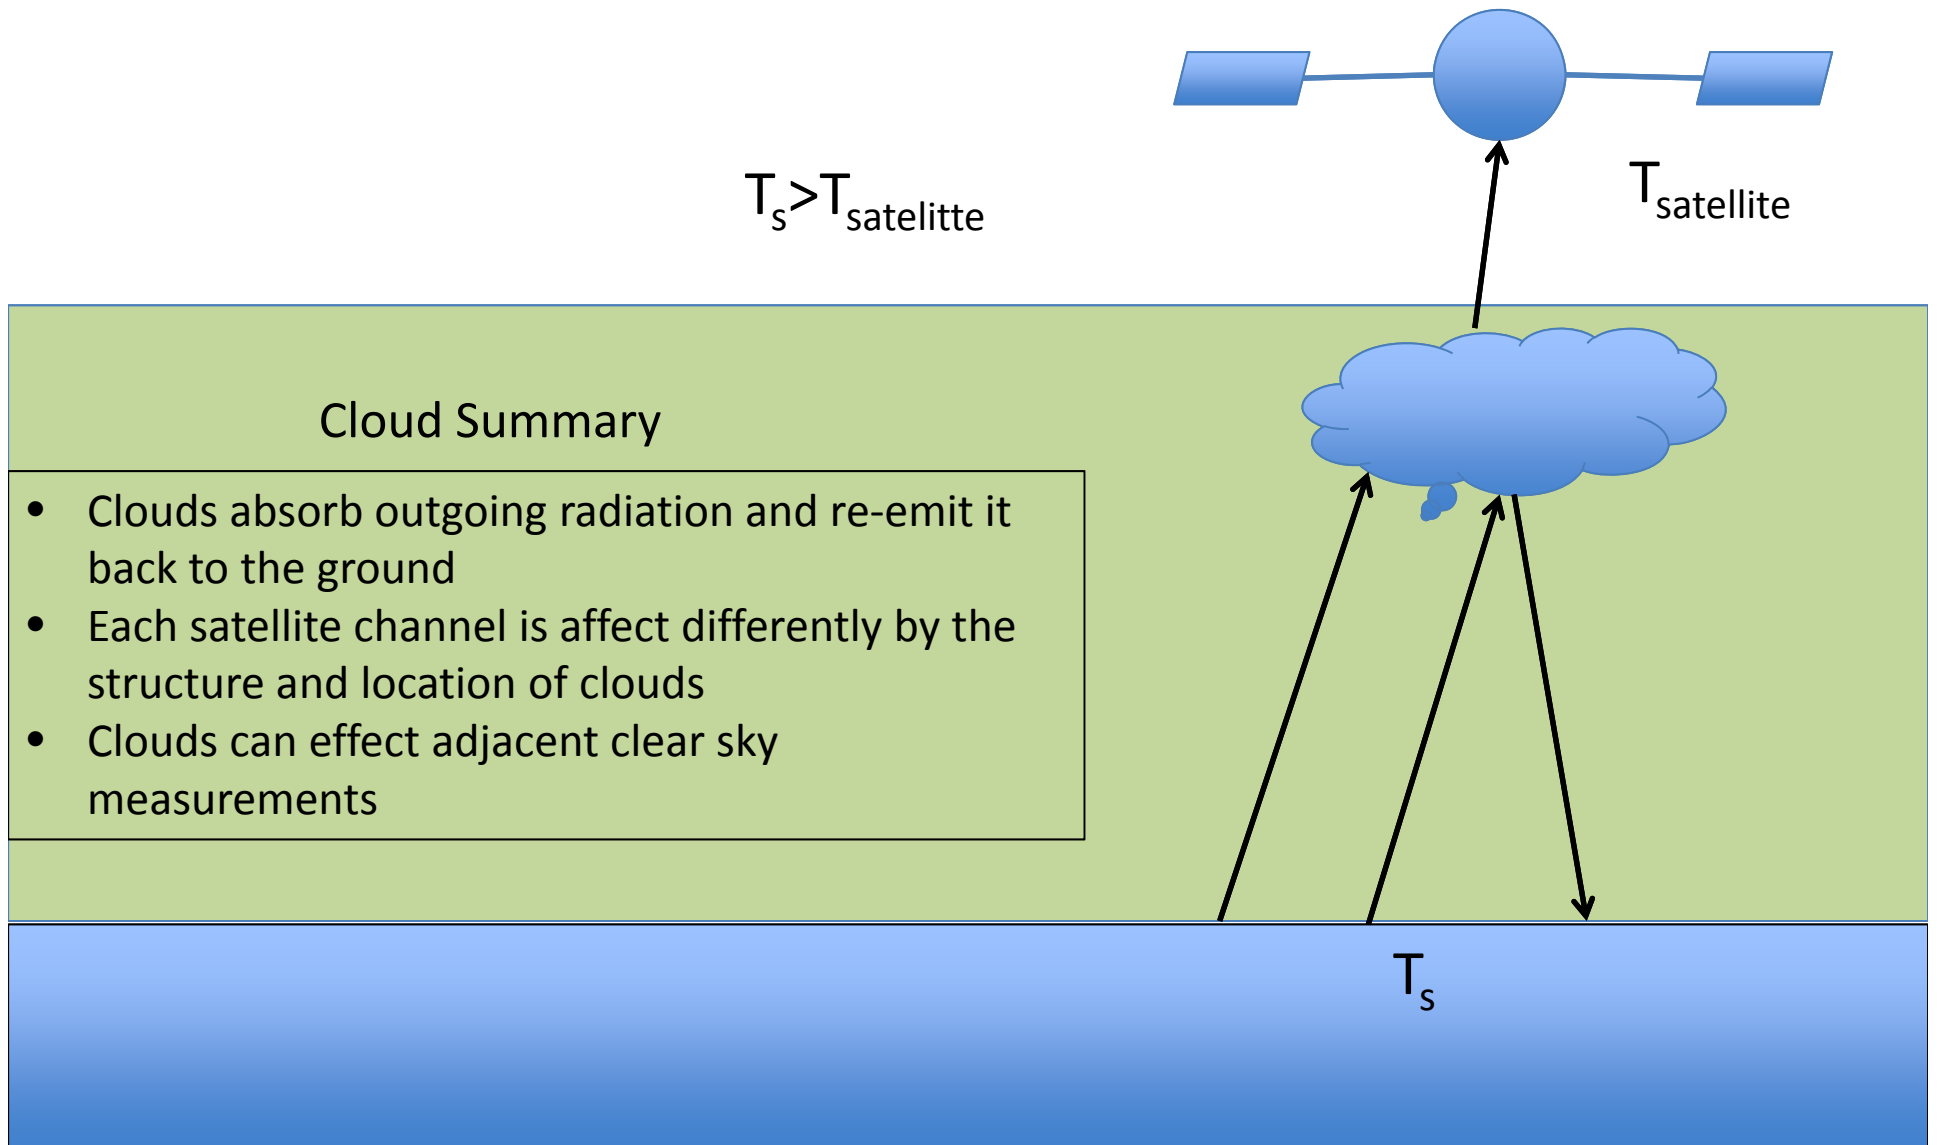 Ts>Tsatelitte
Tsatellite
Cloud Summary
• Clouds absorb outgoing radiation and re-emit it
back to the ground
• Each satellite channel is affect differently by the
structure and location of clouds
• Clouds can effect adjacent clear sky
measurements
Ts